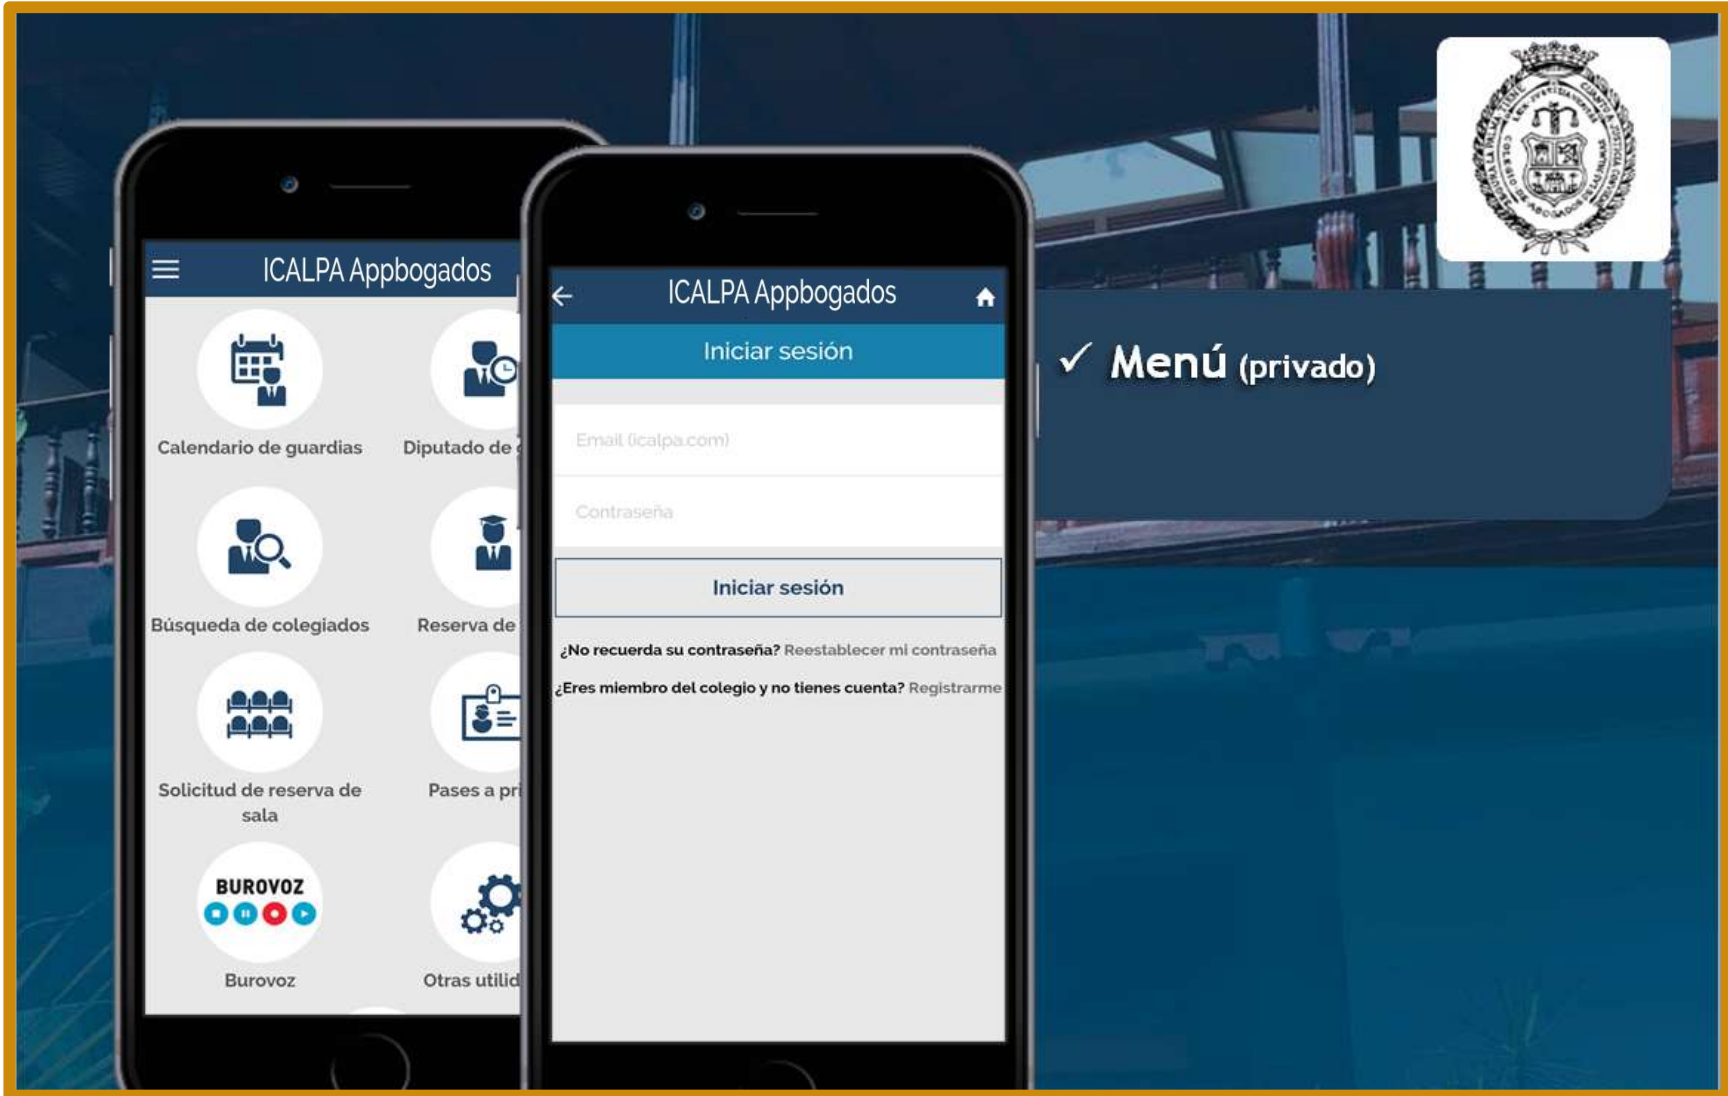 ICALPA Appbogados
Calendario de guardias
Diputado de
Búsqueda de colegiados
Reserva de
Solicitud de reserva de
sala
Pases a
BUROVOZ
Burovoz
Otras
ICALPA Appbogados
Iniciar sesión
Email (icalpa.com)
Contraseña
Iniciar sesión
¿No recuerda su contraseña? Reestablecer mi contraseña
¿Eres miembro del colegio y no tienes cuenta? Registrarme
✓ Menú (privado)